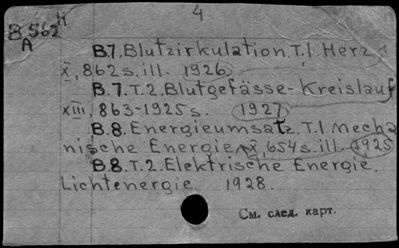 4
B.562 H
A
B.7. Blutzirkulation. T.1. Herz
X, 862 s. ill. 1926.
B.7. T.2. Blutgefässe-Kreislauf
XIII, 863-1925 s. 1927
B.8. Energieumsatz. T.1 Mecha-
nische Energie. X, 654 s. ill. 1925
B.8. T.2. Elektrische Energie.
Lichtenergie. 1928.
См. след. карт.